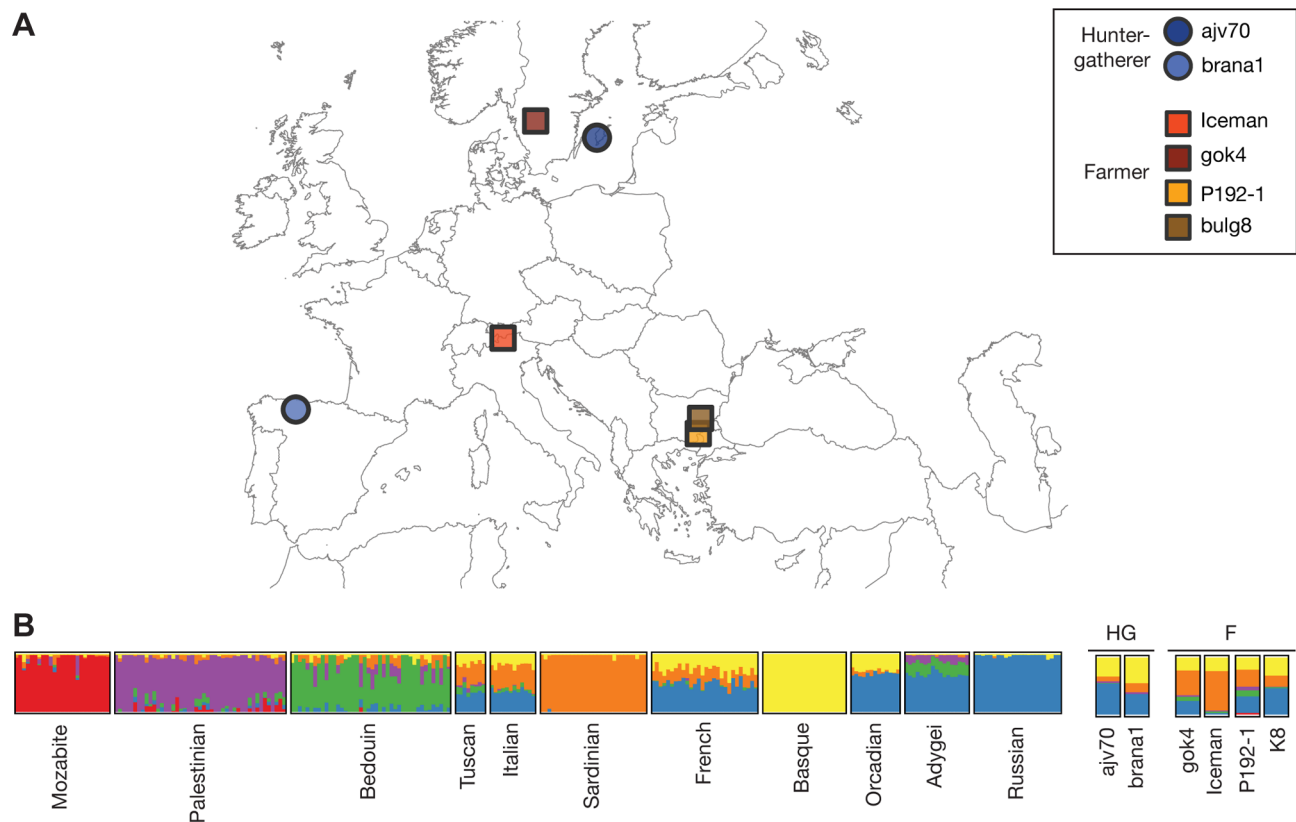 A
Hunter-
gatherer
ajv70
brana1
Farmer
Iceman
gok4
P192-1
bulg8
B
HG
F
Mozabite
Palestinian
Bedouin
Tuscan
Italian
Sardinian
French
Basque
Orcadian
Adygei
Russian
ajv70
brana1
gok4
Iceman
P192-1
K8